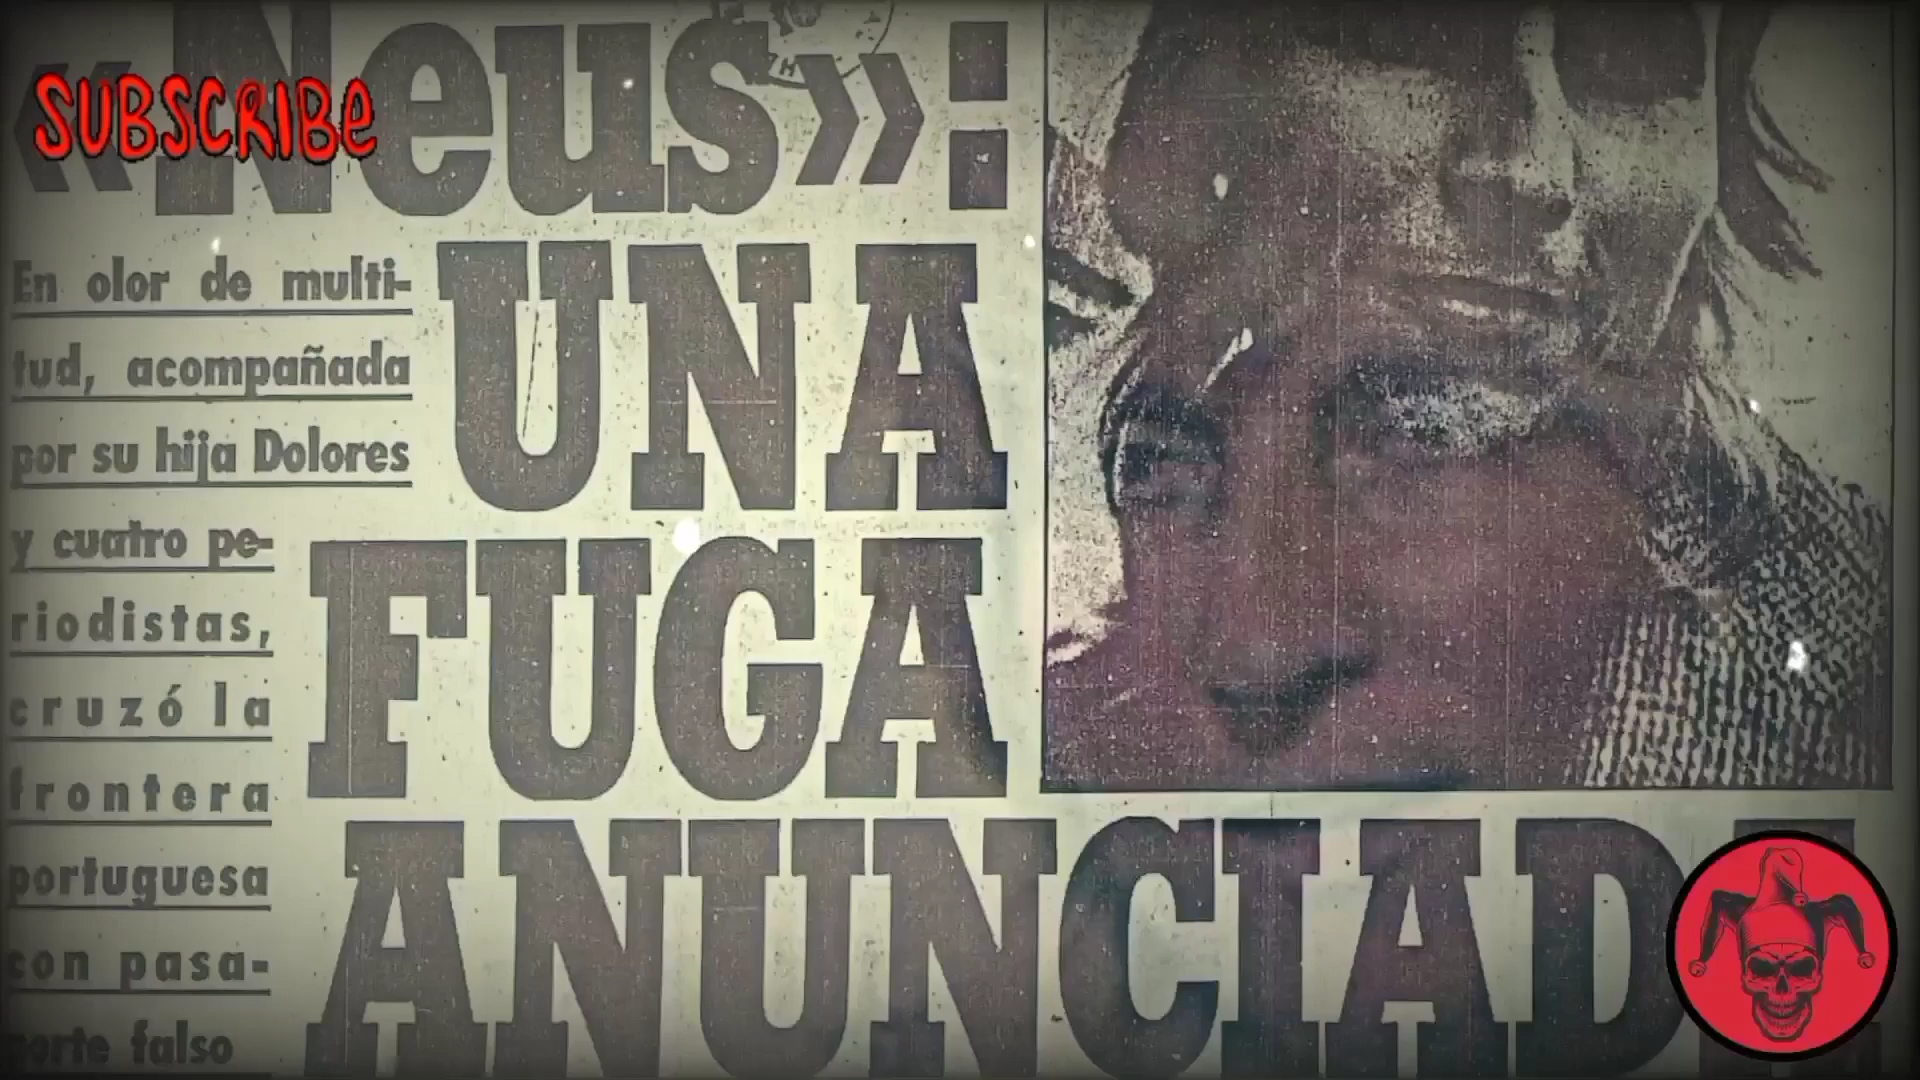 «Neus»:
SUBSCRIBE
UNA
FUGA
ANUNCIAD
En olor de multi-
tud, acompañada
por su hija Dolores
y cuatro pe-
riodistas,
cruzó la
frontera
portuguesa
con pasa-
porte falso